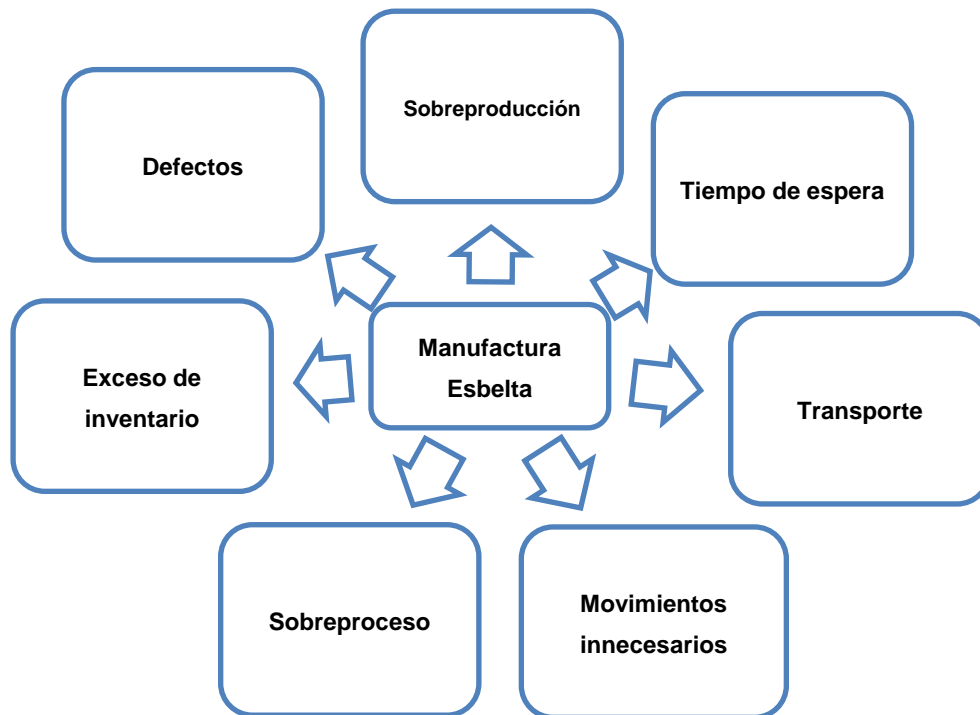 Sobreproducción
Defectos
Tiempo de espera
Manufactura
Esbelta
Exceso de
inventario
Transporte
Sobreproceso
Movimientos
innecesarios